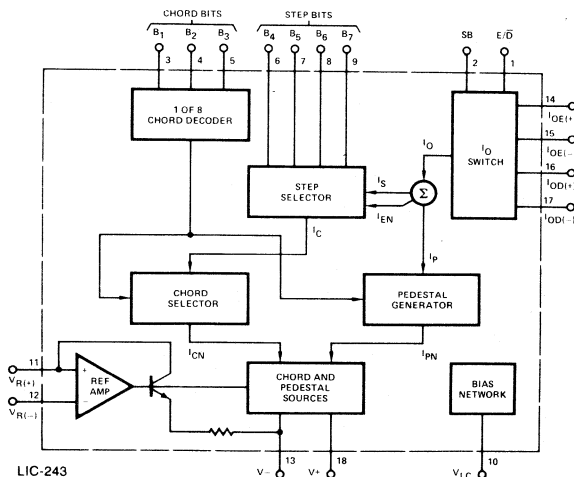 CHORD BITS
STEP BITS
B1 B2 B3 B4 B5 B6 B7
SB E/D̅
3 4 5 6 7 8 9 2 1
1 OF 8
CHORD DECODER
STEP
SELECTOR
IO
IS
IEN
Σ
IO
SWITCH
14
IOE(+
15
IOE(−
16
IOD(+)
17
IOD(−)
IC
IP
CHORD
SELECTOR
PEDESTAL
GENERATOR
ICN
IPN
11
VR(+)
12
VR(−)
+
−
REF
AMP
CHORD AND
PEDESTAL
SOURCES
BIAS
NETWORK
13 18 10
V− V+ VLC
LIC-243